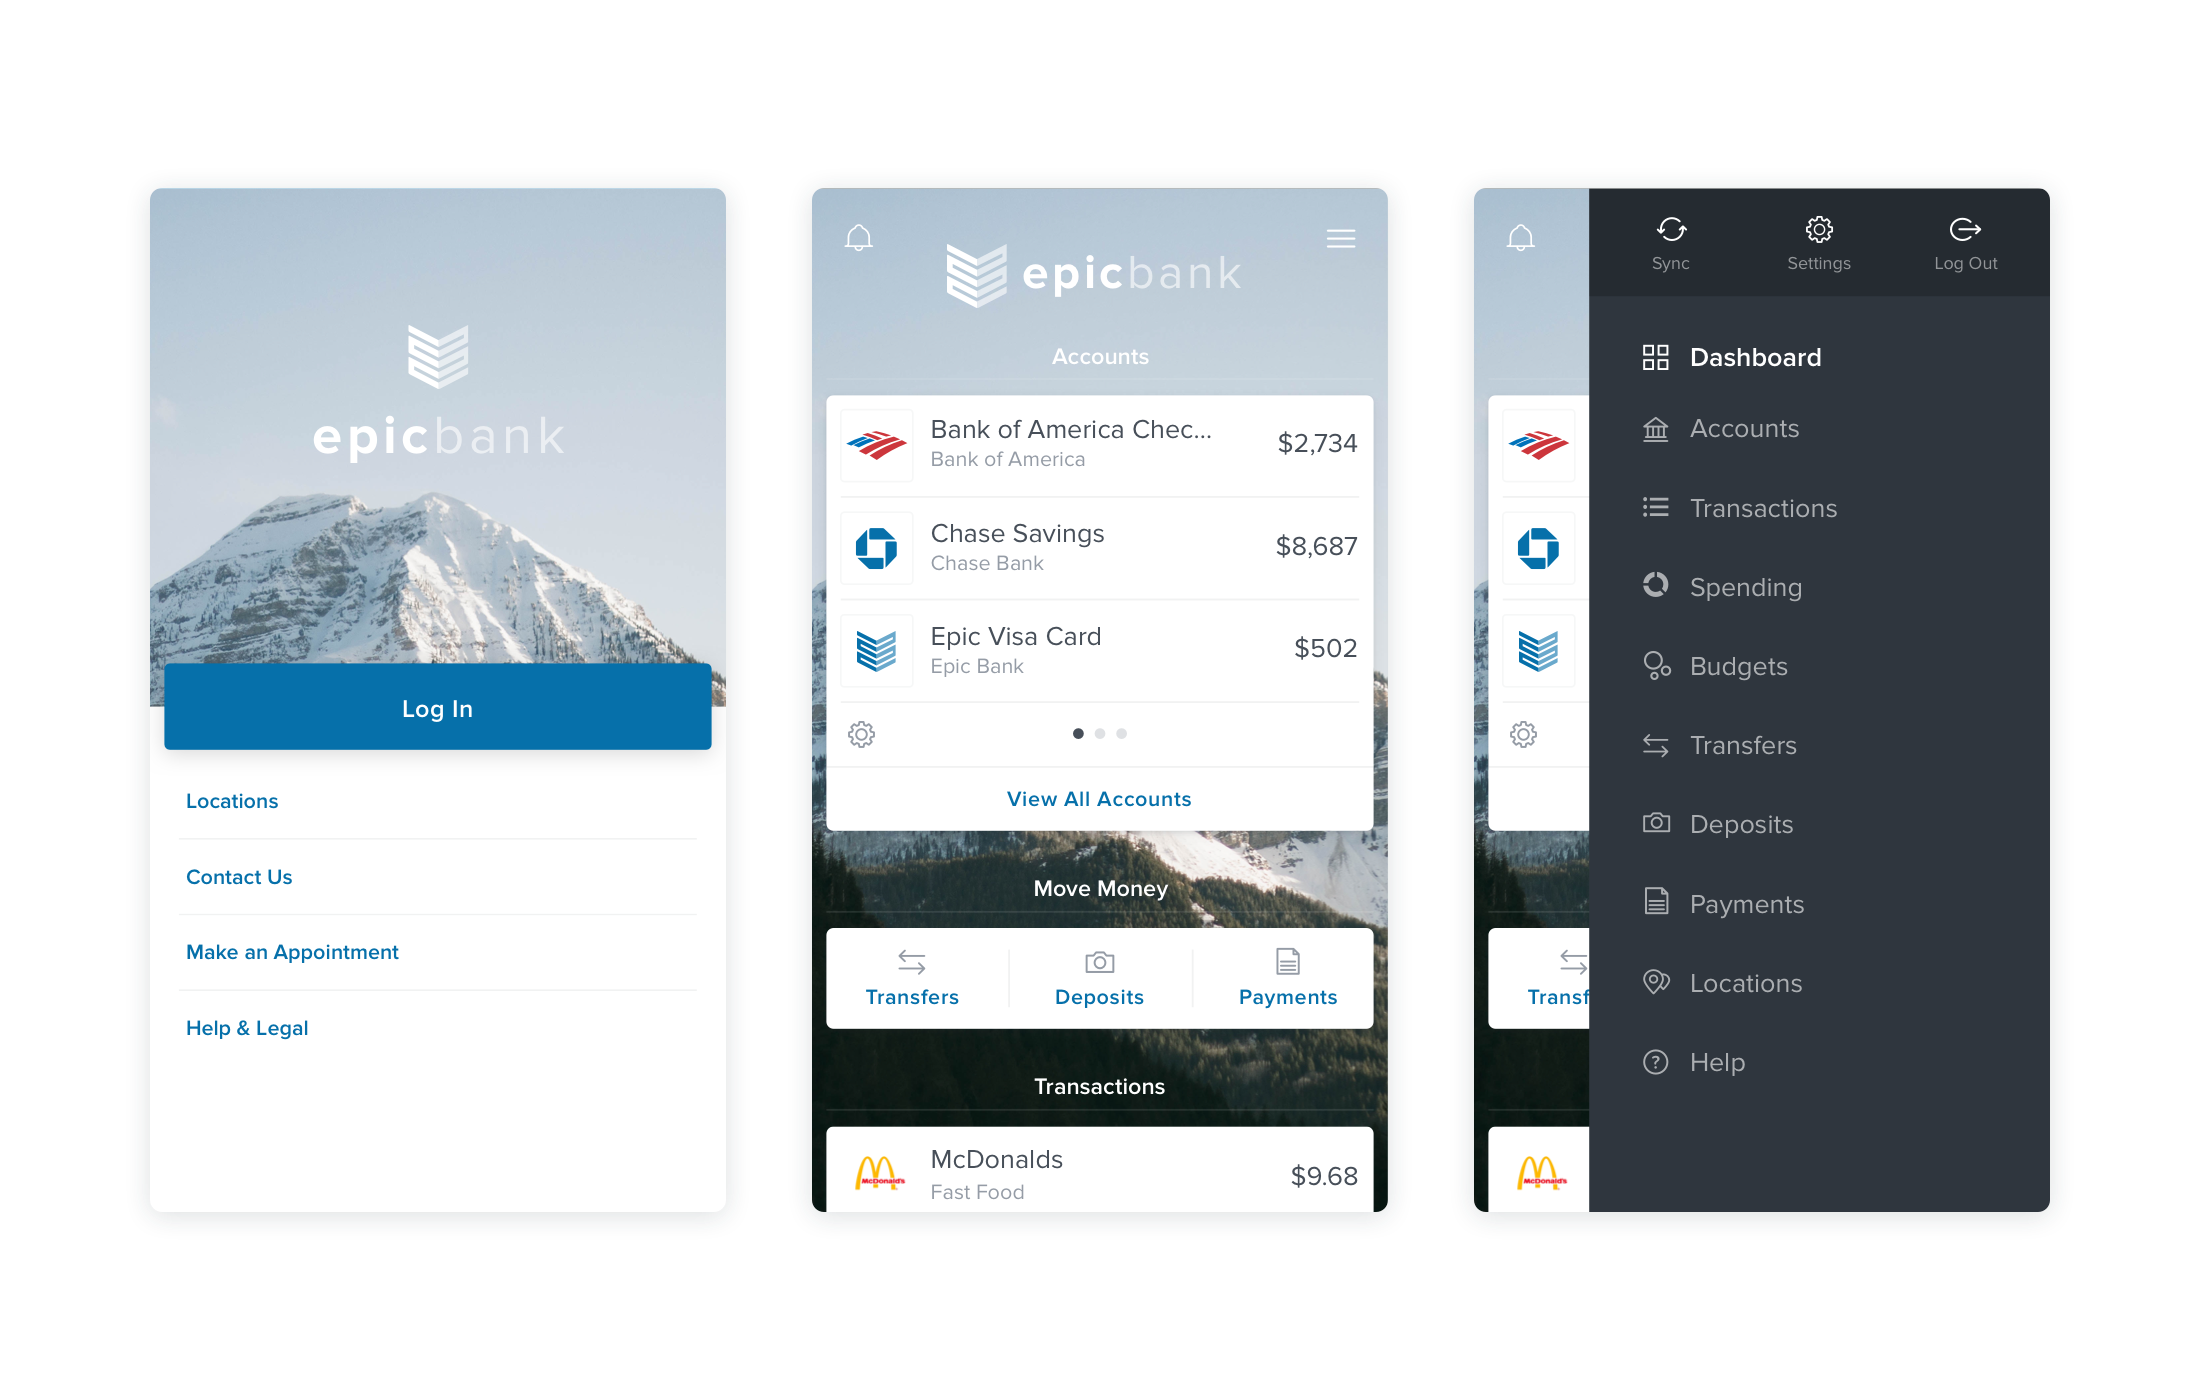 epicbank
Log In
Locations
Contact Us
Make an Appointment
Help & Legal
epicbank
Accounts
Bank of America Chec...
Bank of America
$2,734
Chase Savings
Chase Bank
$8,687
Epic Visa Card
Epic Bank
$502
View All Accounts
Move Money
Transfers
Deposits
Payments
Transactions
McDonald's
McDonalds
Fast Food
$9.68
Transf
McDonald's
Sync
Settings
Log Out
Dashboard
Accounts
Transactions
Spending
Budgets
Transfers
Deposits
Payments
Locations
? Help